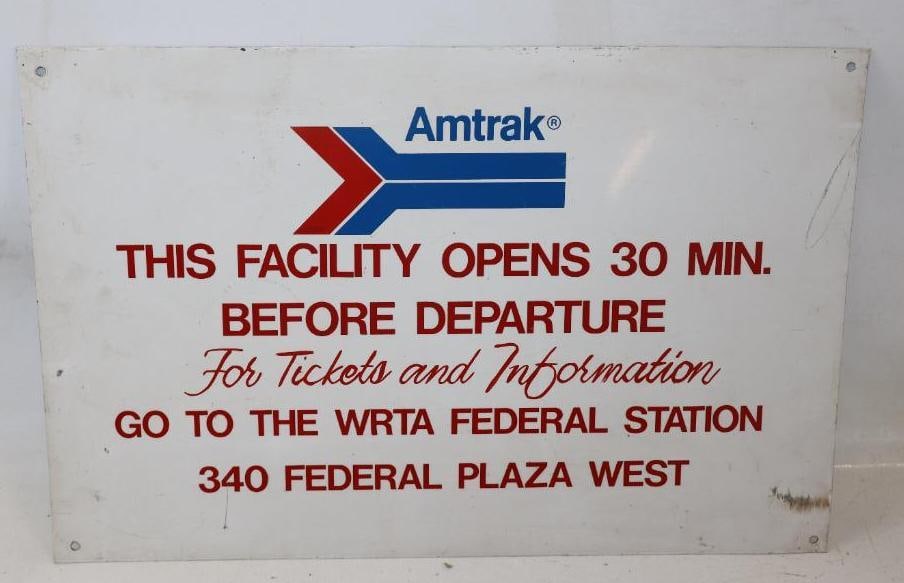 Amtrak®
THIS FACILITY OPENS 30 MIN.
BEFORE DEPARTURE
For Tickets and Information
GO TO THE WRTA FEDERAL STATION
340 FEDERAL PLAZA WEST